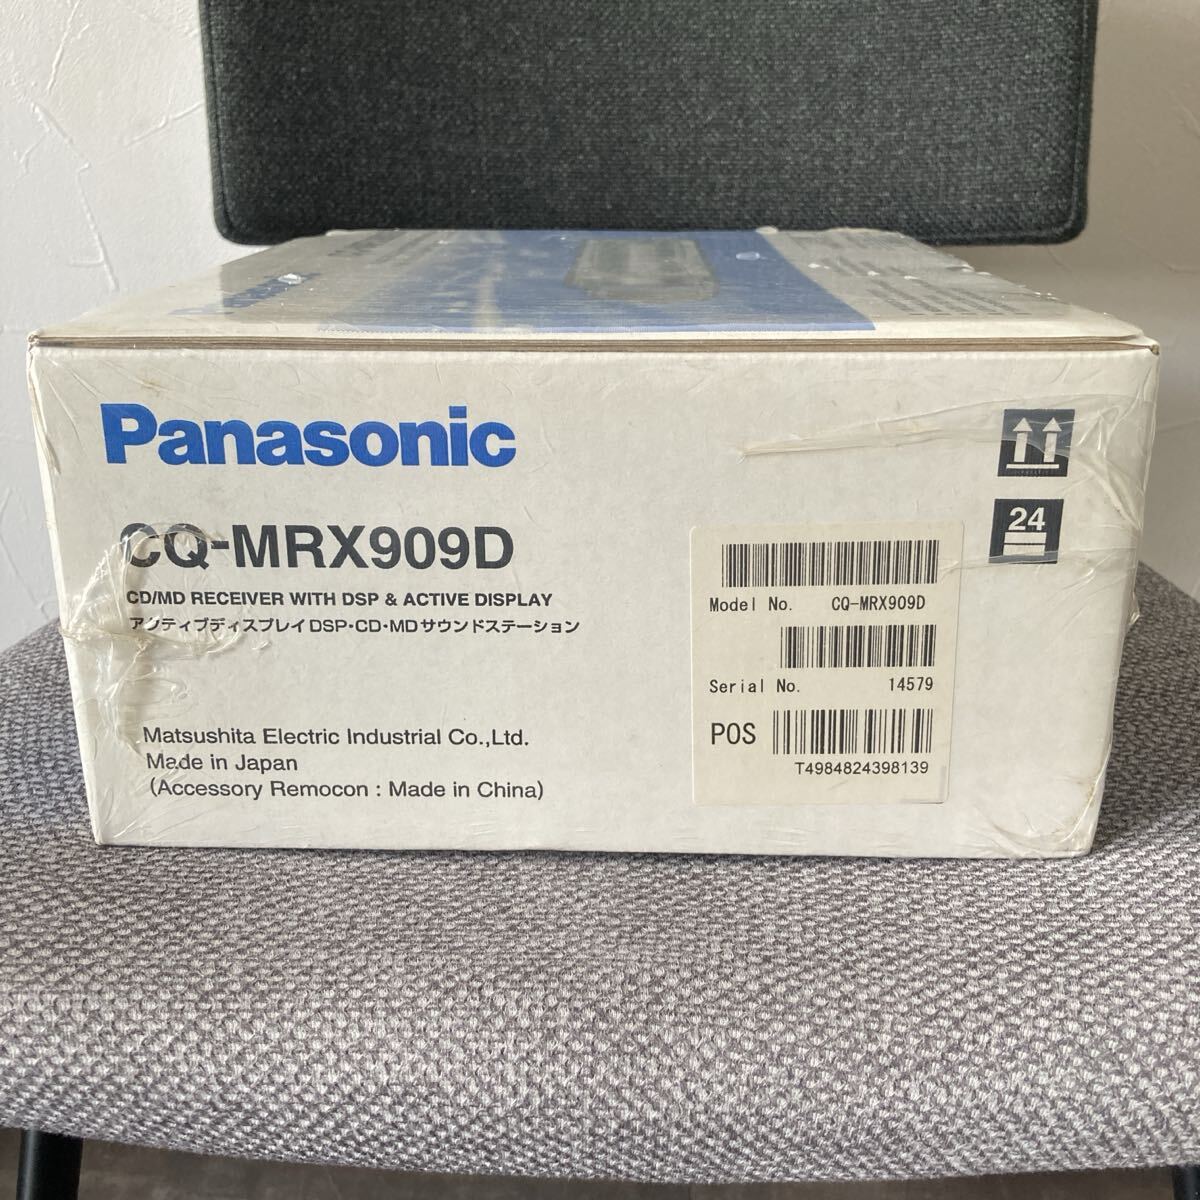 Panasonic
CQ-MRX909D
CD/MD RECEIVER WITH DSP & ACTIVE DISPLAY
アクティブディスプレイDSP・CD・MDサウンドステーション
Matsushita Electric Industrial Co.,Ltd.
Made in Japan
(Accessory Remocon : Made in China)
24
Model No. CQ-MRX909D
Serial No. 14579
POS
T4984824398139